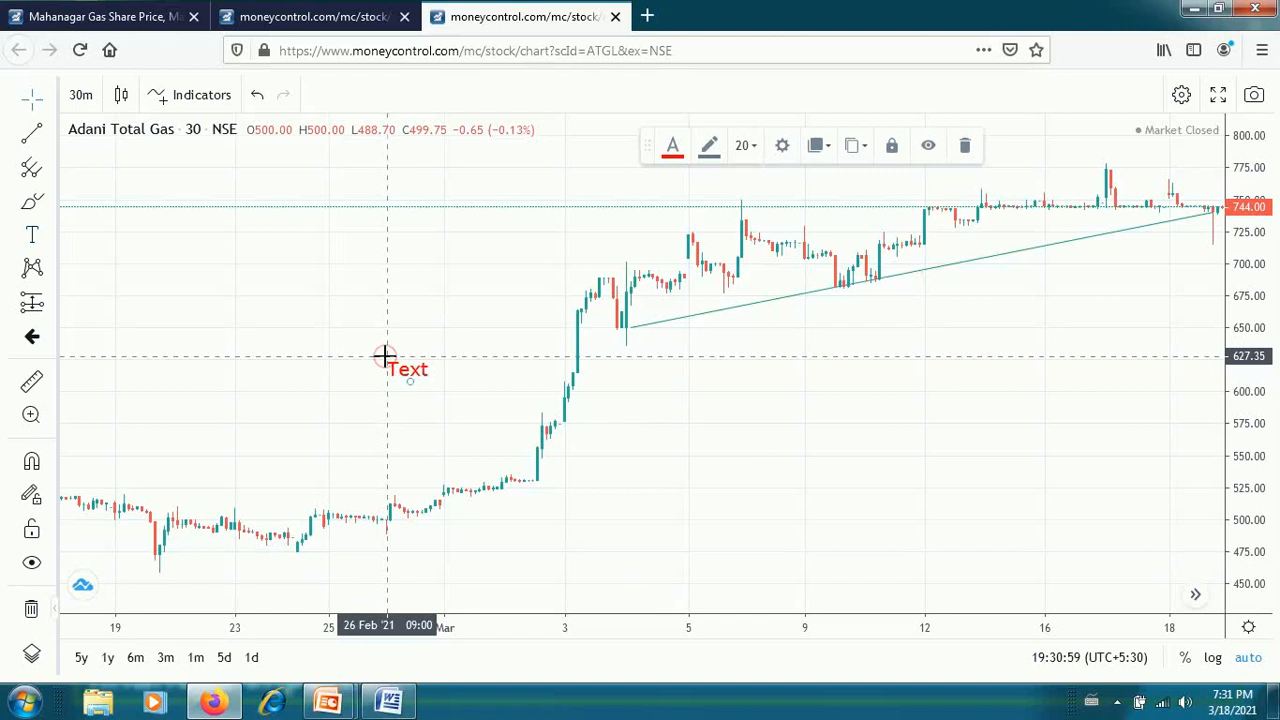 Mahanagar Gas Share Price, M
moneycontrol.com/mc/stock/
moneycontrol.com/mc/stock/
https://www.moneycontrol.com/mc/stock/chart?scId=ATGL&ex=NSE
30m
Indicators
Adani Total Gas · 30 · NSE O500.00 H500.00 L488.70 C499.75 −0.65 (−0.13%)
20
Market Closed
800.00
775.00
744.00
725.00
700.00
675.00
650.00
627.35
600.00
575.00
550.00
525.00
500.00
475.00
450.00
Text
19 23 25 26 Feb '21 09:00 Mar 3 5 9 12 16 18
5y 1y 6m 3m 1m 5d 1d
19:30:59 (UTC+5:30) % log auto
7:31 PM
3/18/2021